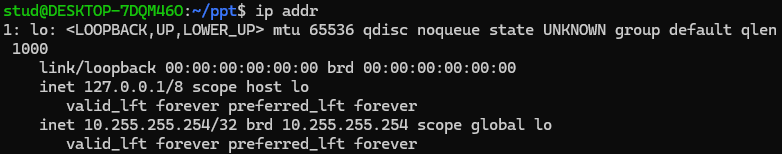 stud@DESKTOP-7DQM46O:~/ppt$ ip addr
1: lo: <LOOPBACK,UP,LOWER_UP> mtu 65536 qdisc noqueue state UNKNOWN group default qlen
 1000
    link/loopback 00:00:00:00:00:00 brd 00:00:00:00:00:00
    inet 127.0.0.1/8 scope host lo
       valid_lft forever preferred_lft forever
    inet 10.255.255.254/32 brd 10.255.255.254 scope global lo
       valid_lft forever preferred_lft forever